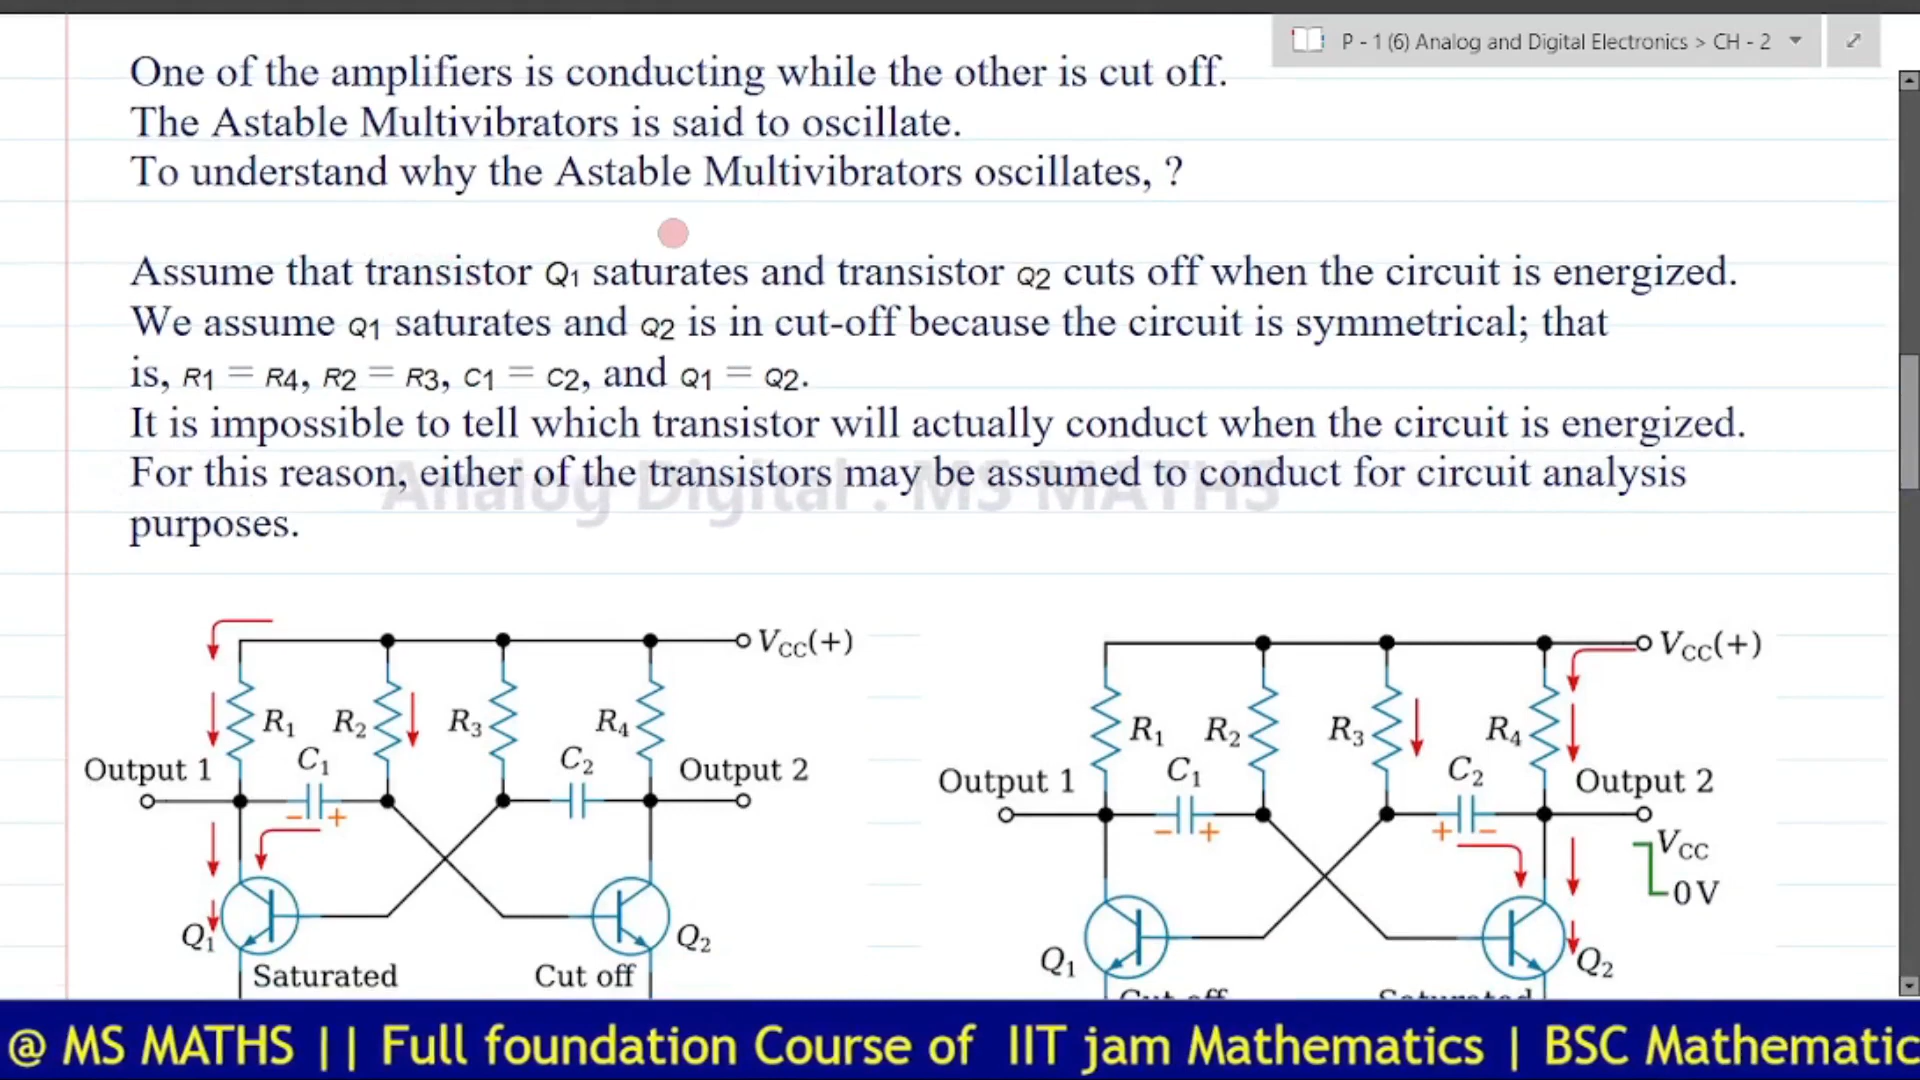 P - 1 (6) Analog and Digital Electronics > CH - 2
One of the amplifiers is conducting while the other is cut off.
The Astable Multivibrators is said to oscillate.
To understand why the Astable Multivibrators oscillates, ?
Assume that transistor Q1 saturates and transistor Q2 cuts off when the circuit is energized.
We assume Q1 saturates and Q2 is in cut-off because the circuit is symmetrical; that
is, R1 = R4, R2 = R3, C1 = C2, and Q1 = Q2.
It is impossible to tell which transistor will actually conduct when the circuit is energized.
For this reason, either of the transistors may be assumed to conduct for circuit analysis
purposes.
Analog Digital . MS MATHS
VCC(+)
R1 R2 R3 R4
Output 1 C1 C2 Output 2
- +
Q1 Q2
Saturated Cut off
VCC(+)
R1 R2 R3 R4
Output 1 C1 C2 Output 2
- + + -
VCC
0V
Q1 Q2
Cut off Saturated
@ MS MATHS || Full foundation Course of IIT jam Mathematics | BSC Mathematic